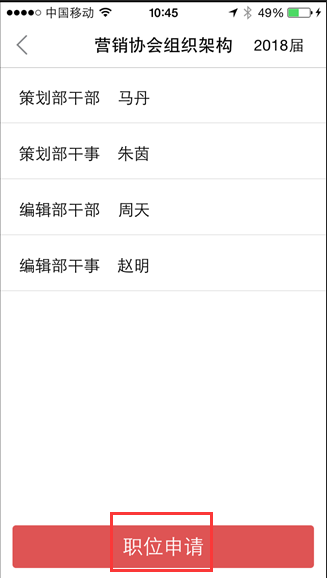 中国移动 10:45 49%
营销协会组织架构 2018届
策划部干部 马丹
策划部干事 朱茵
编辑部干部 周天
编辑部干事 赵明
职位申请